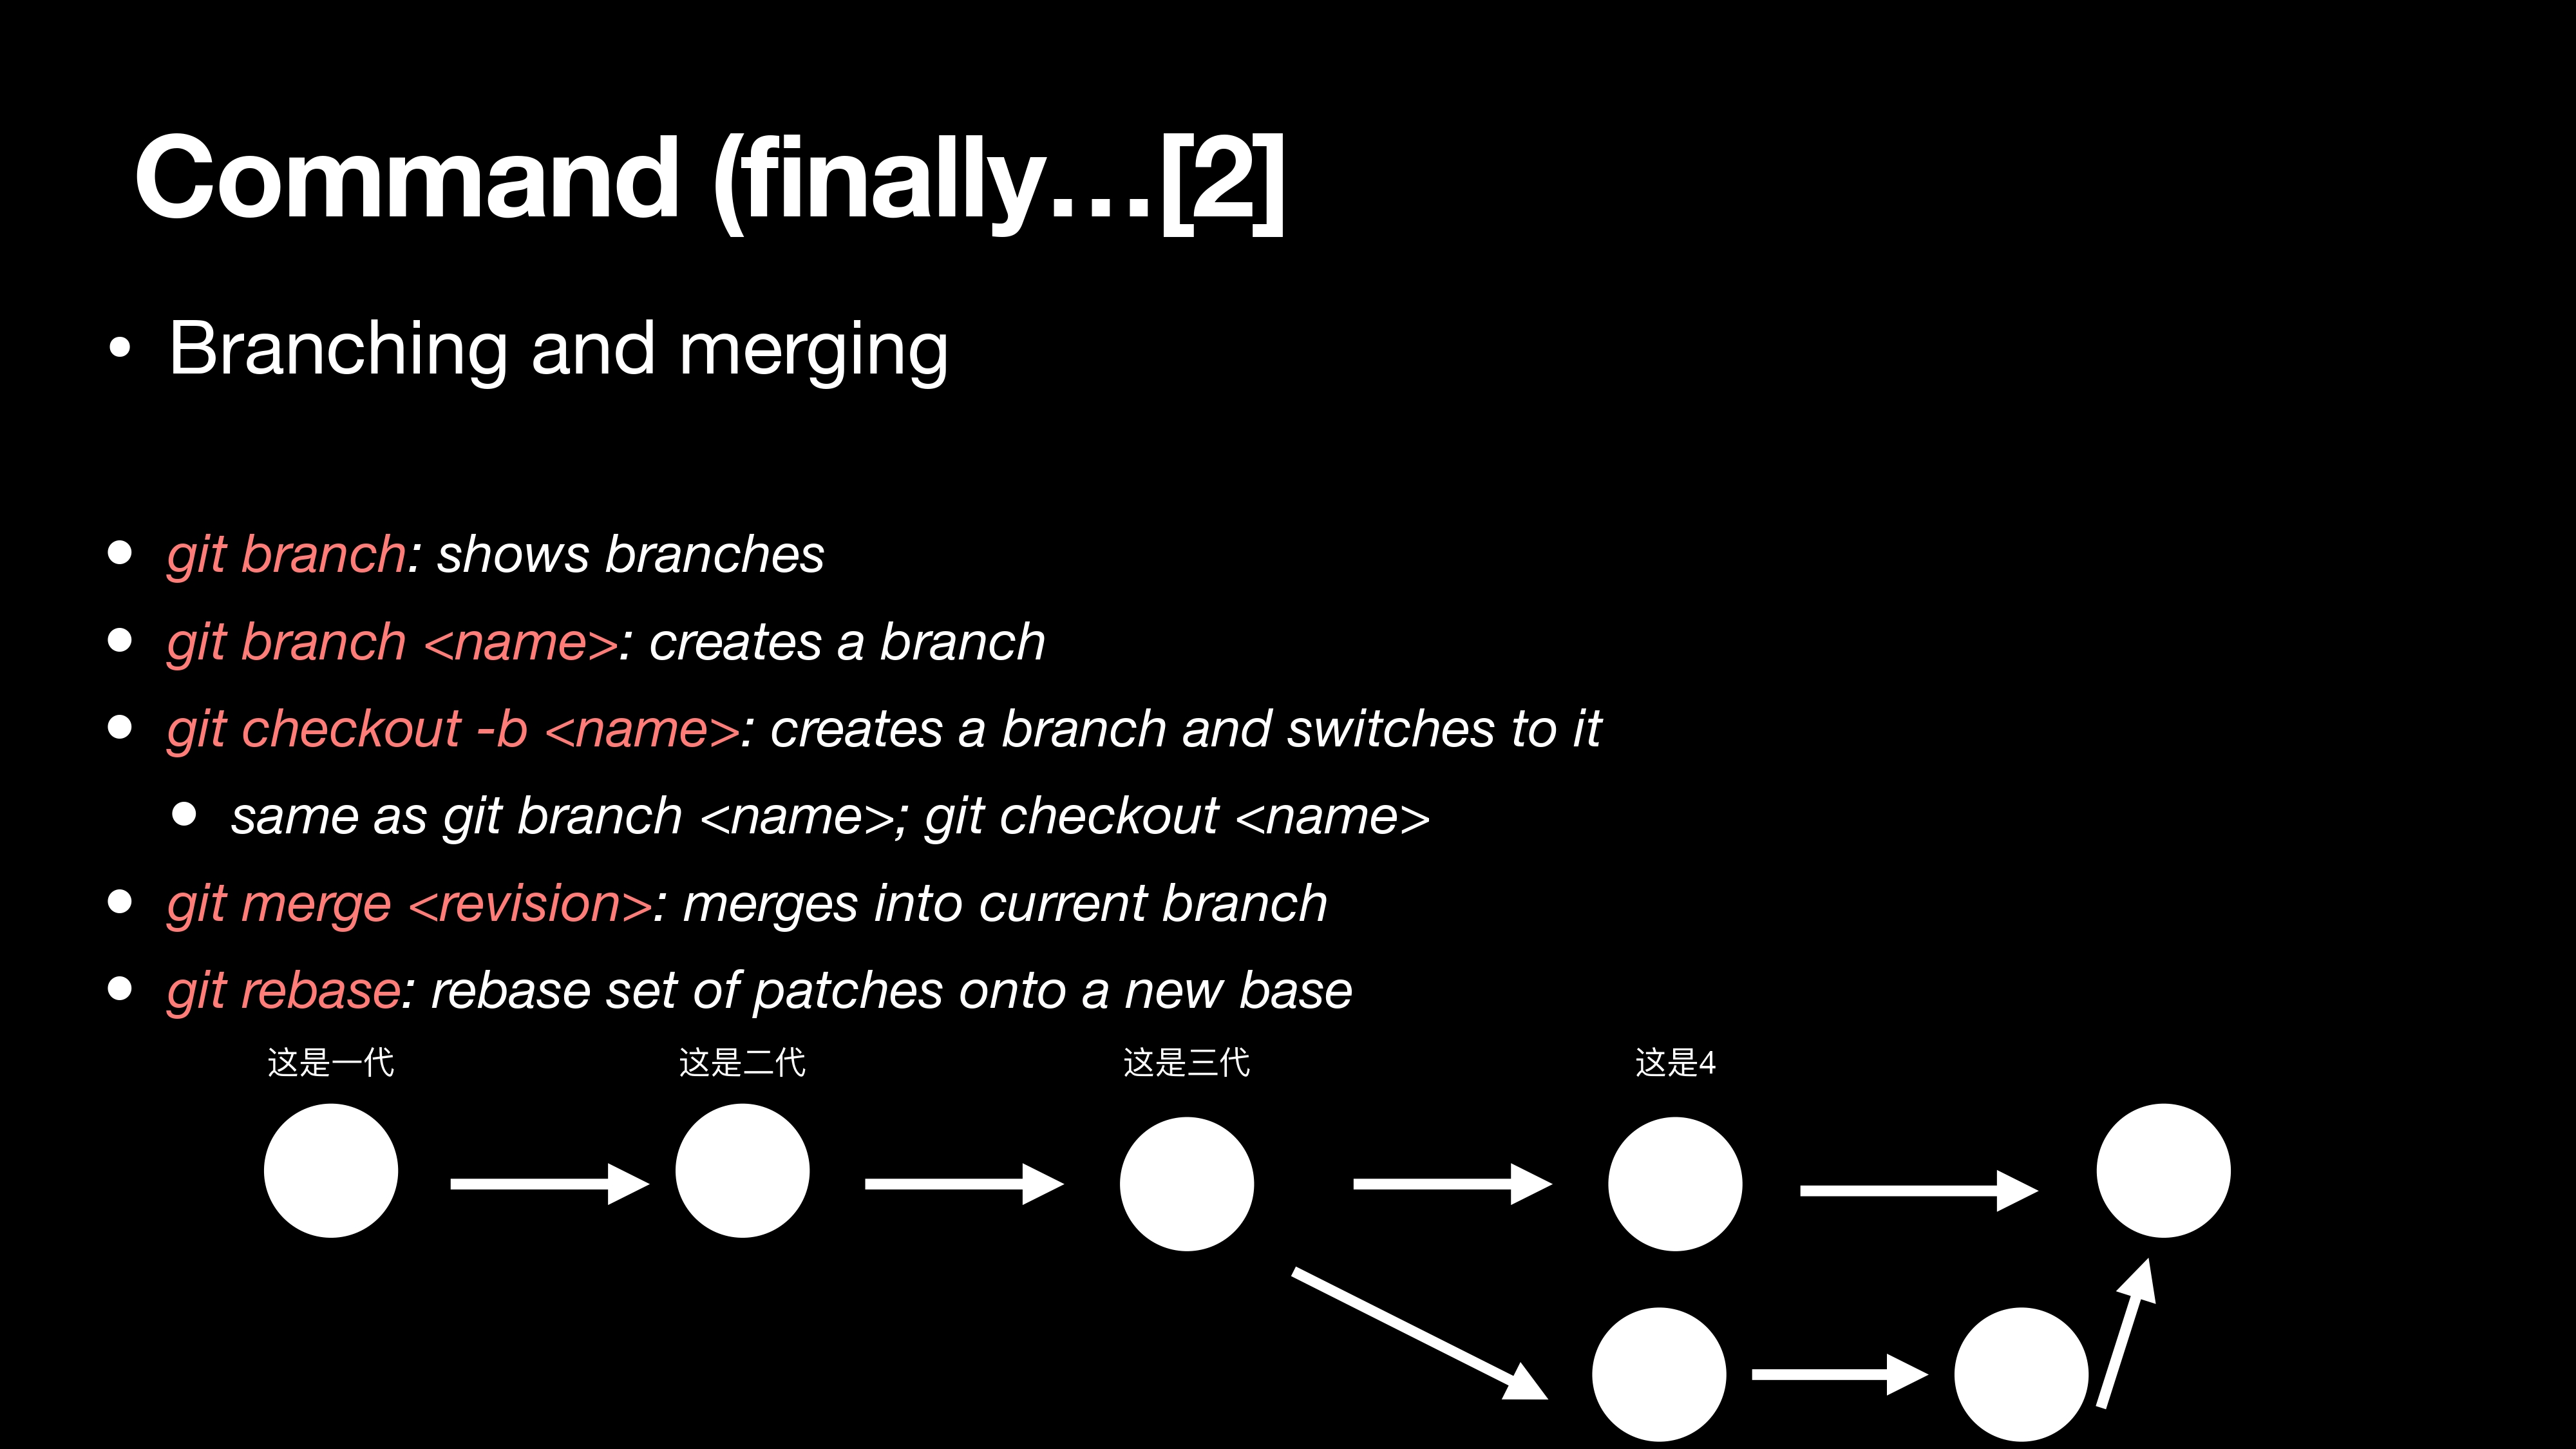 Command (finally…[2]
• Branching and merging
• git branch: shows branches
• git branch <name>: creates a branch
• git checkout -b <name>: creates a branch and switches to it
• same as git branch <name>; git checkout <name>
• git merge <revision>: merges into current branch
• git rebase: rebase set of patches onto a new base
这是一代 这是二代 这是三代 这是4